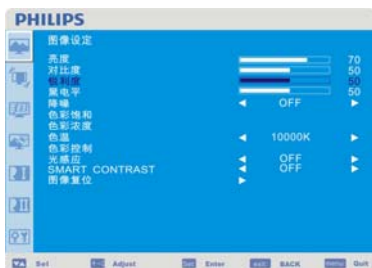 PHILIPS
图像设定
亮度 70
对比度 50
锐利度 50
黑电平 50
降噪 OFF
色彩饱和
色彩浓度
色温 10000K
色彩控制
光感应 OFF
SMART CONTRAST OFF
图像复位
Sel Adjust Enter BACK Quit